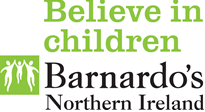 Believe in
children
Barnardo's
Northern Ireland